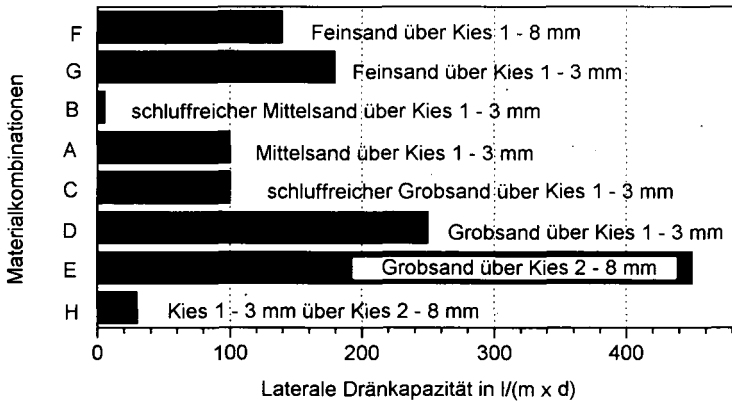 Materialkombinationen
F Feinsand über Kies 1 - 8 mm
G Feinsand über Kies 1 - 3 mm
B schluffreicher Mittelsand über Kies 1 - 3 mm
A Mittelsand über Kies 1 - 3 mm
C schluffreicher Grobsand über Kies 1 - 3 mm
D Grobsand über Kies 1 - 3 mm
E Grobsand über Kies 2 - 8 mm
H Kies 1 - 3 mm über Kies 2 - 8 mm
0 100 200 300 400
Laterale Dränkapazität in l/(m x d)